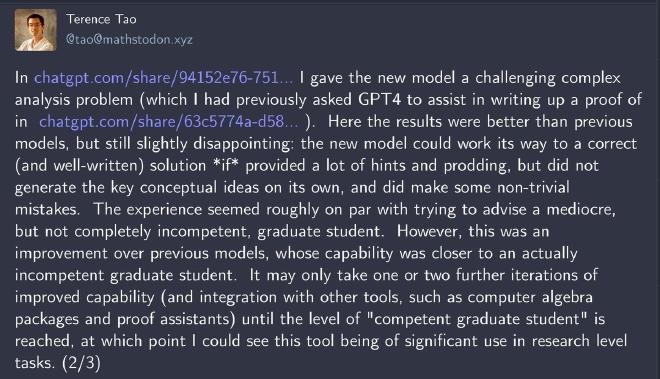 Terence Tao
@tao@mathstodon.xyz
In chatgpt.com/share/94152e76-751... I gave the new model a challenging complex
analysis problem (which I had previously asked GPT4 to assist in writing up a proof of
in chatgpt.com/share/63c5774a-d58... ). Here the results were better than previous
models, but still slightly disappointing: the new model could work its way to a correct
(and well-written) solution *if* provided a lot of hints and prodding, but did not
generate the key conceptual ideas on its own, and did make some non-trivial
mistakes. The experience seemed roughly on par with trying to advise a mediocre,
but not completely incompetent, graduate student. However, this was an
improvement over previous models, whose capability was closer to an actually
incompetent graduate student. It may only take one or two further iterations of
improved capability (and integration with other tools, such as computer algebra
packages and proof assistants) until the level of "competent graduate student" is
reached, at which point I could see this tool being of significant use in research level
tasks. (2/3)